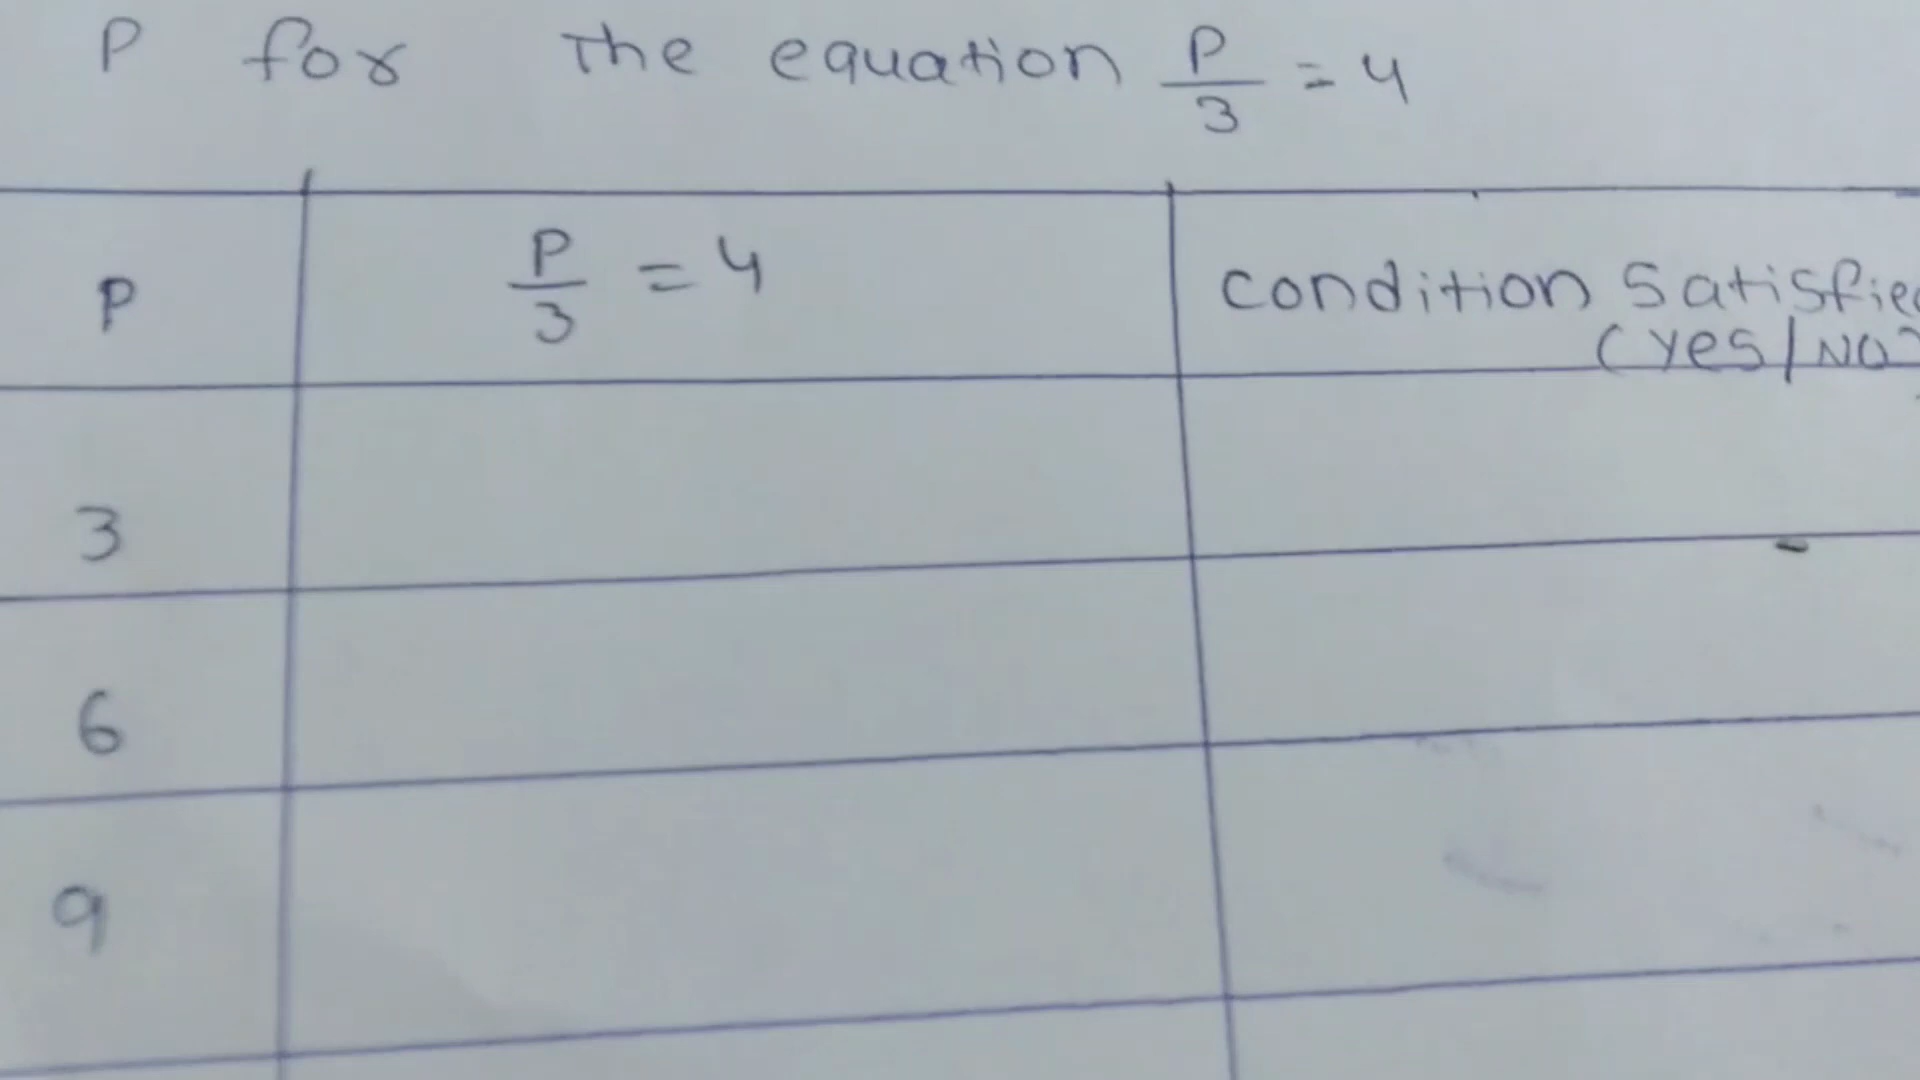 P for The equation P/3 = 4
P
P/3 = 4
condition Satisfied
(Yes/No)
3
6
9